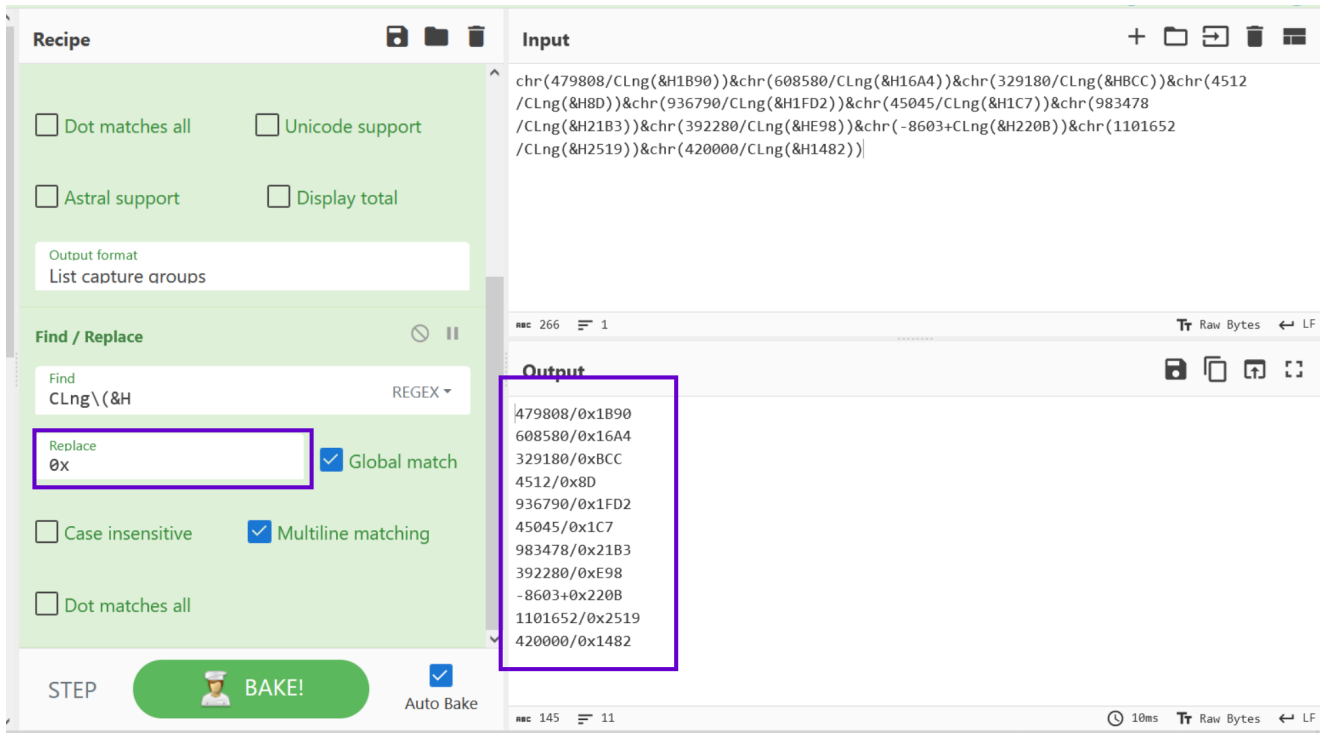 Recipe
Dot matches all
Unicode support
Astral support
Display total
Output format
List capture groups
Find / Replace
Find
CLng\(&H
REGEX
Replace
0x
Global match
Case insensitive
Multiline matching
Dot matches all
STEP
BAKE!
Auto Bake
Input
chr(479808/CLng(&H1B90))&chr(608580/CLng(&H16A4))&chr(329180/CLng(&HBCC))&chr(4512
/CLng(&H8D))&chr(936790/CLng(&H1FD2))&chr(45045/CLng(&H1C7))&chr(983478
/CLng(&H21B3))&chr(392280/CLng(&HE98))&chr(-8603+CLng(&H220B))&chr(1101652
/CLng(&H2519))&chr(420000/CLng(&H1482))
ABC 266 1
Tт Raw Bytes LF
Output
479808/0x1B90
608580/0x16A4
329180/0xBCC
4512/0x8D
936790/0x1FD2
45045/0x1C7
983478/0x21B3
392280/0xE98
-8603+0x220B
1101652/0x2519
420000/0x1482
ABC 145 11
10ms Tт Raw Bytes LF